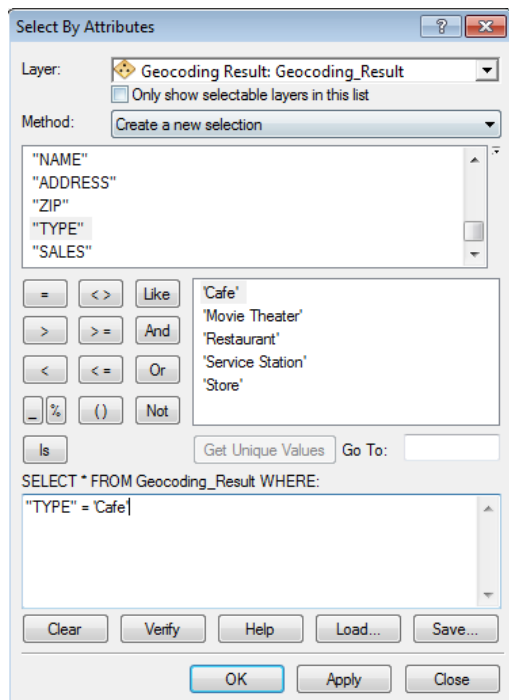 Select By Attributes ? X
Layer: Geocoding Result: Geocoding_Result
Only show selectable layers in this list
Method: Create a new selection
"NAME"
"ADDRESS"
"ZIP"
"TYPE"
"SALES"
= < > Like
> > = And
< < = Or
_ % ( ) Not
Is
'Cafe'
'Movie Theater'
'Restaurant'
'Service Station'
'Store'
Get Unique Values Go To:
SELECT * FROM Geocoding_Result WHERE:
"TYPE" = 'Cafe'
Clear Verify Help Load... Save...
OK Apply Close